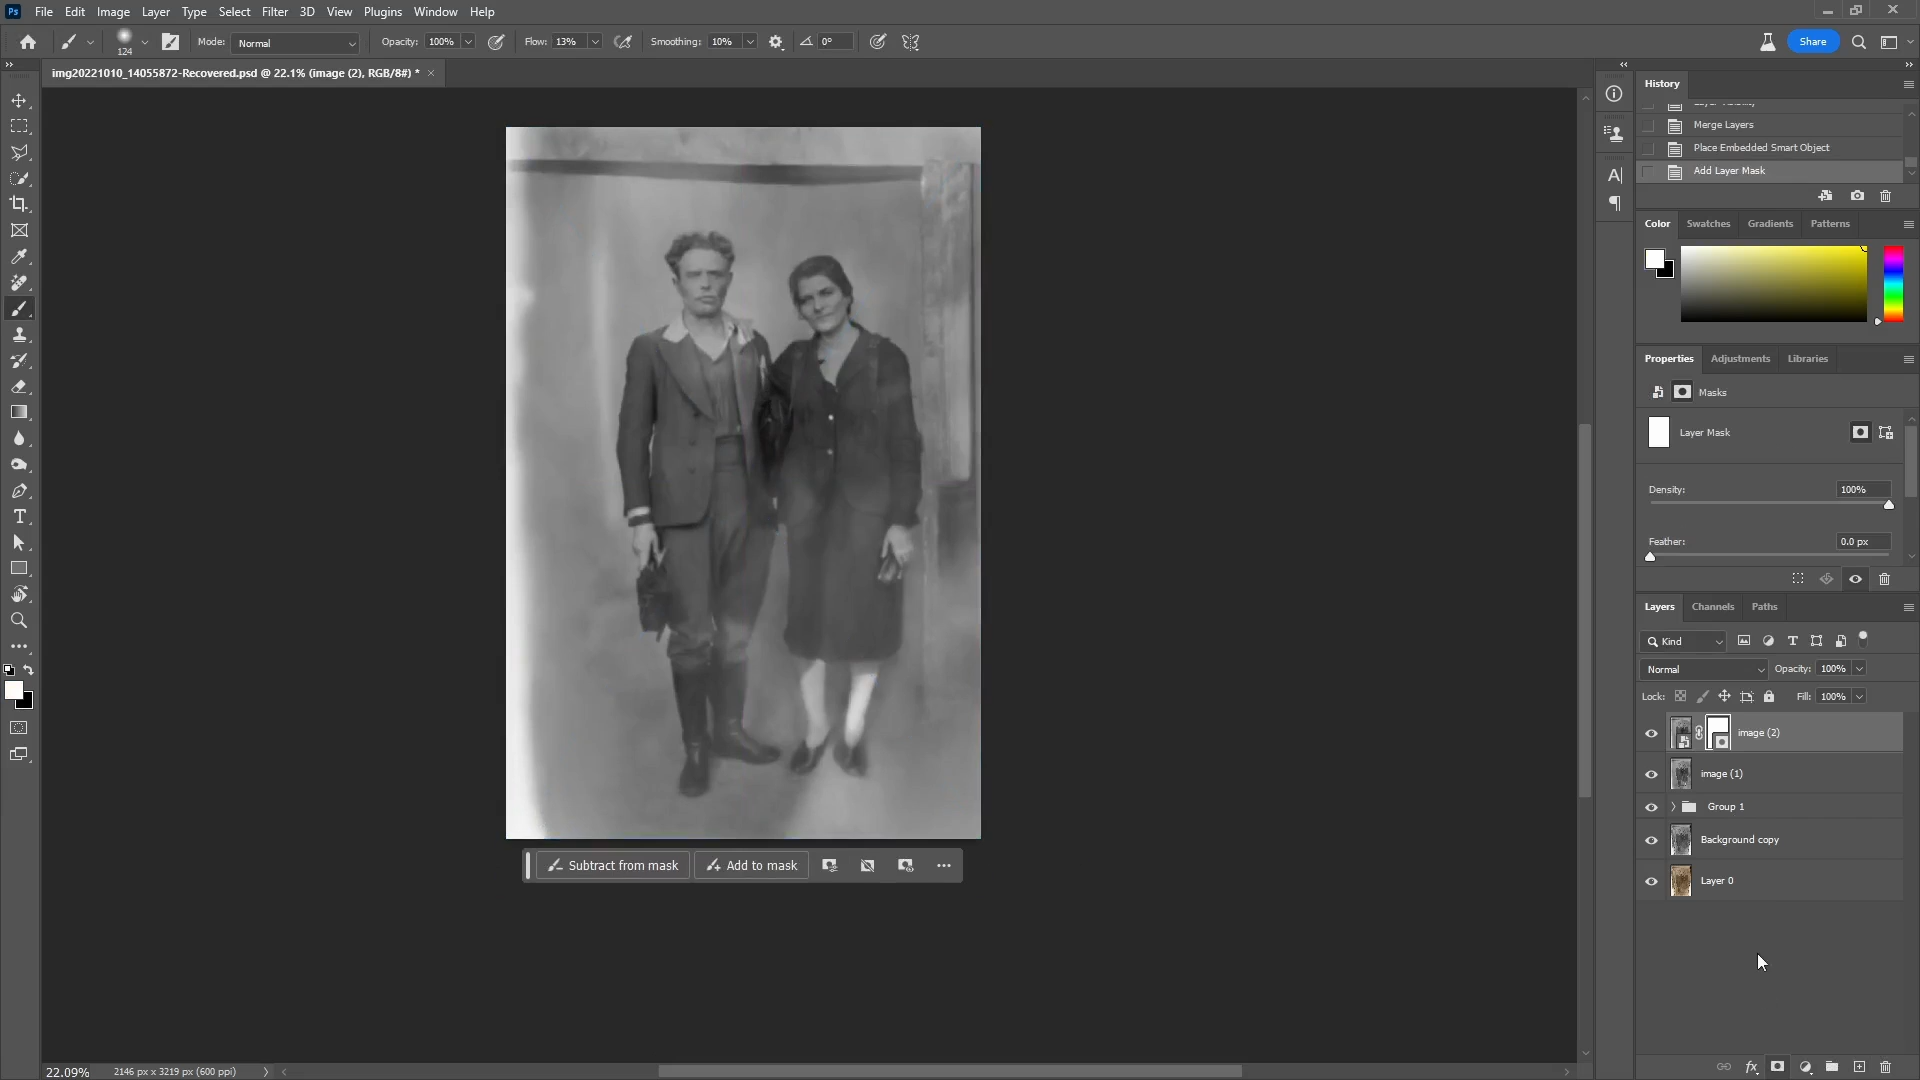 Ps File Edit Image Layer Type Select Filter 3D View Plugins Window Help
124 Mode: Normal Opacity: 100% Flow: 13% Smoothing: 10% 0° Share
img20221010_14055872-Recovered.psd @ 22.1% (image (2), RGB/8#) * ×
History
Layer Visibility
Merge Layers
Place Embedded Smart Object
Add Layer Mask
Color Swatches Gradients Patterns
Properties Adjustments Libraries
Masks
Layer Mask
Density: 100%
Feather: 0.0 px
Layers Channels Paths
Kind
Normal Opacity: 100%
Lock: Fill: 100%
image (2)
image (1)
Group 1
Background copy
Layer 0
Subtract from mask Add to mask
22.09% 2146 px x 3219 px (600 ppi)